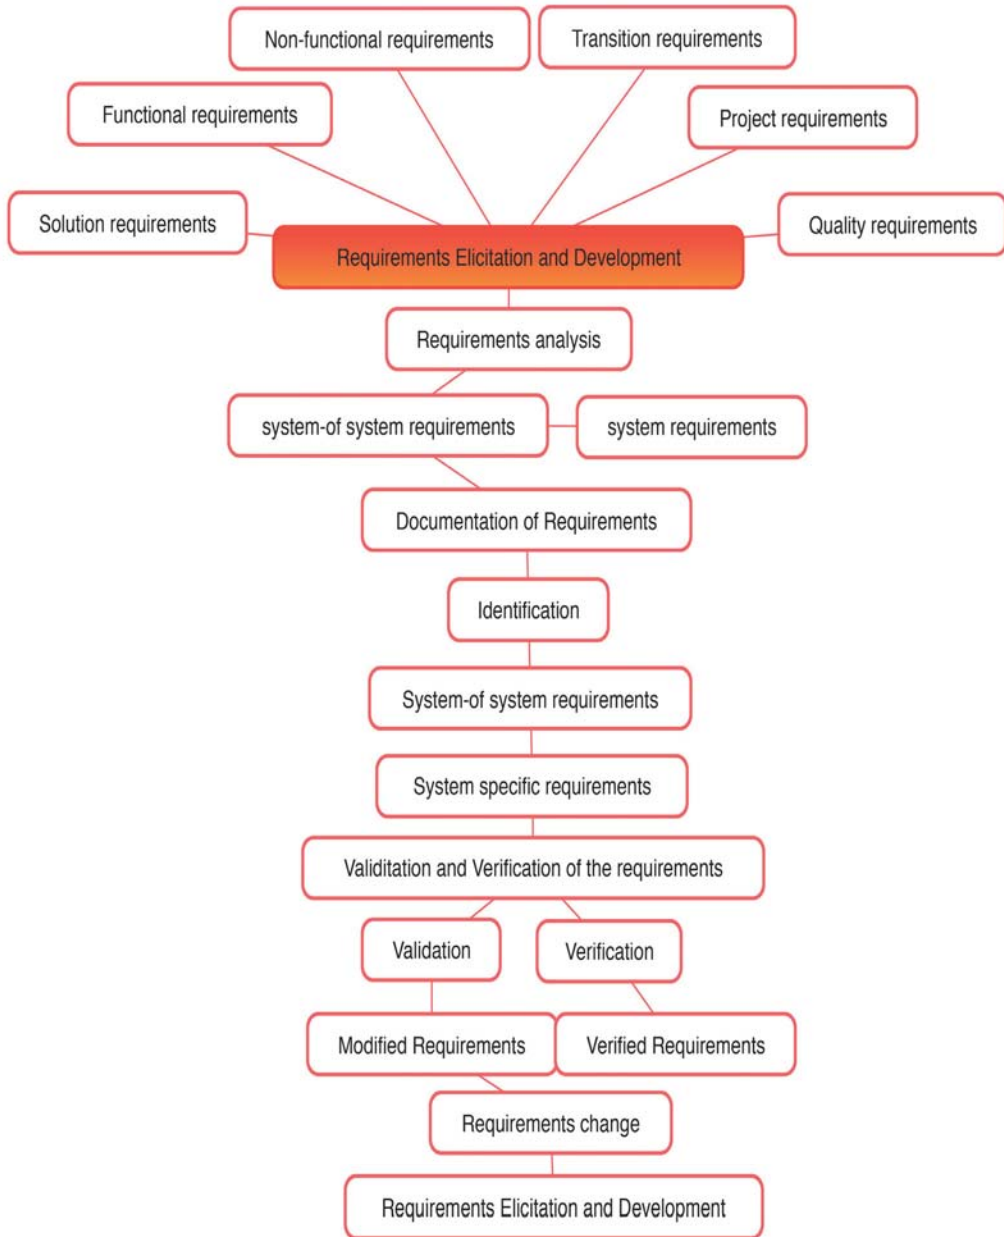 Non-functional requirements
Transition requirements
Functional requirements
Project requirements
Solution requirements
Quality requirements
Requirements Elicitation and Development
Requirements analysis
system-of system requirements
system requirements
Documentation of Requirements
Identification
System-of system requirements
System specific requirements
Validitation and Verification of the requirements
Validation
Verification
Modified Requirements
Verified Requirements
Requirements change
Requirements Elicitation and Development